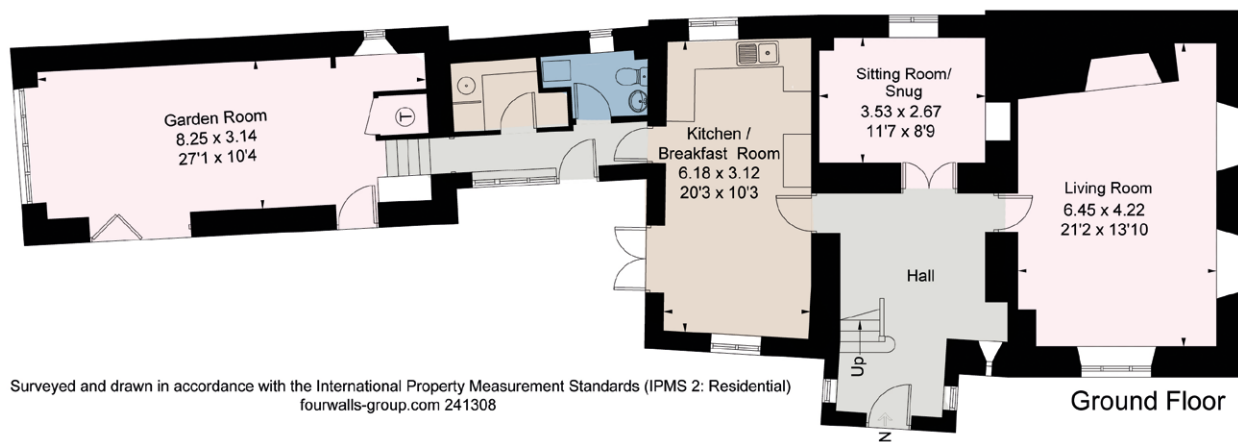 Garden Room
8.25 x 3.14
27'1 x 10'4
T
Kitchen /
Breakfast Room
6.18 x 3.12
20'3 x 10'3
Sitting Room/
Snug
3.53 x 2.67
11'7 x 8'9
Living Room
6.45 x 4.22
21'2 x 13'10
Hall
Up
N
Surveyed and drawn in accordance with the International Property Measurement Standards (IPMS 2: Residential)
fourwalls-group.com 241308
Ground Floor